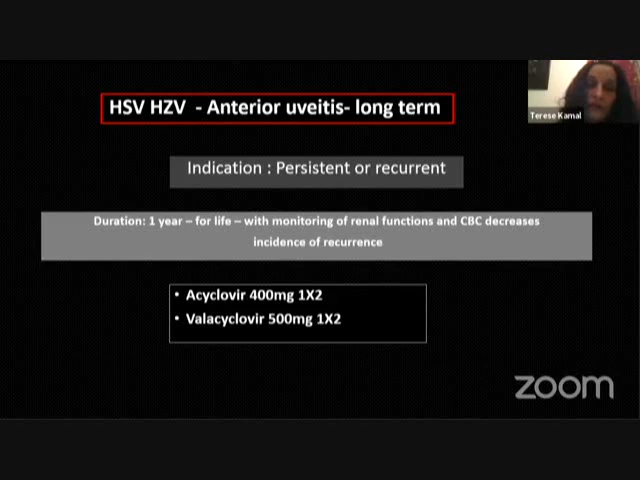 HSV HZV - Anterior uveitis- long term
Terese Kamal
Indication : Persistent or recurrent
Duration: 1 year – for life – with monitoring of renal functions and CBC decreases
incidence of recurrence
• Acyclovir 400mg 1X2
• Valacyclovir 500mg 1X2
zoom